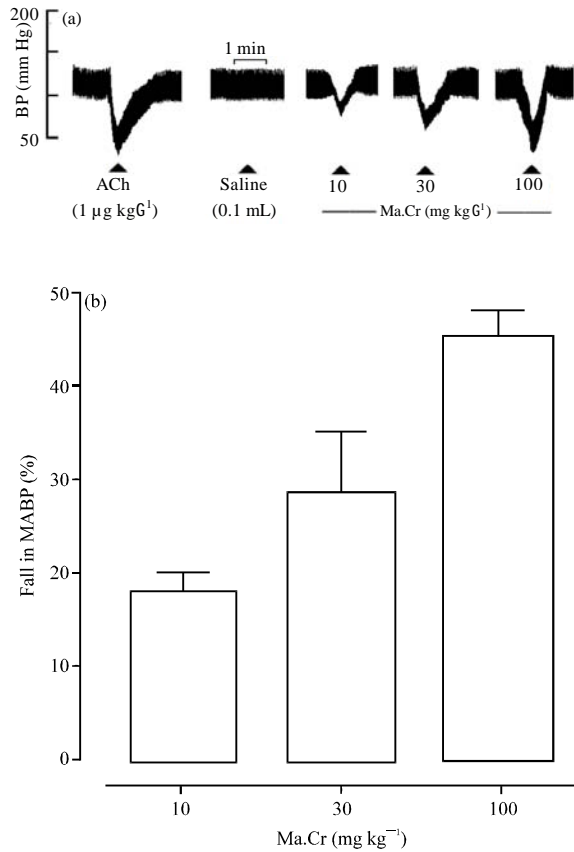 200
(a)
BP (mm Hg)
50
1 min
ACh
(1 µg kgG¹)
Saline
(0.1 mL)
10
30
100
Ma.Cr (mg kgG¹)
(b)
Fall in MABP (%)
50
40
30
20
10
0
10
30
100
Ma.Cr (mg kg⁻¹)